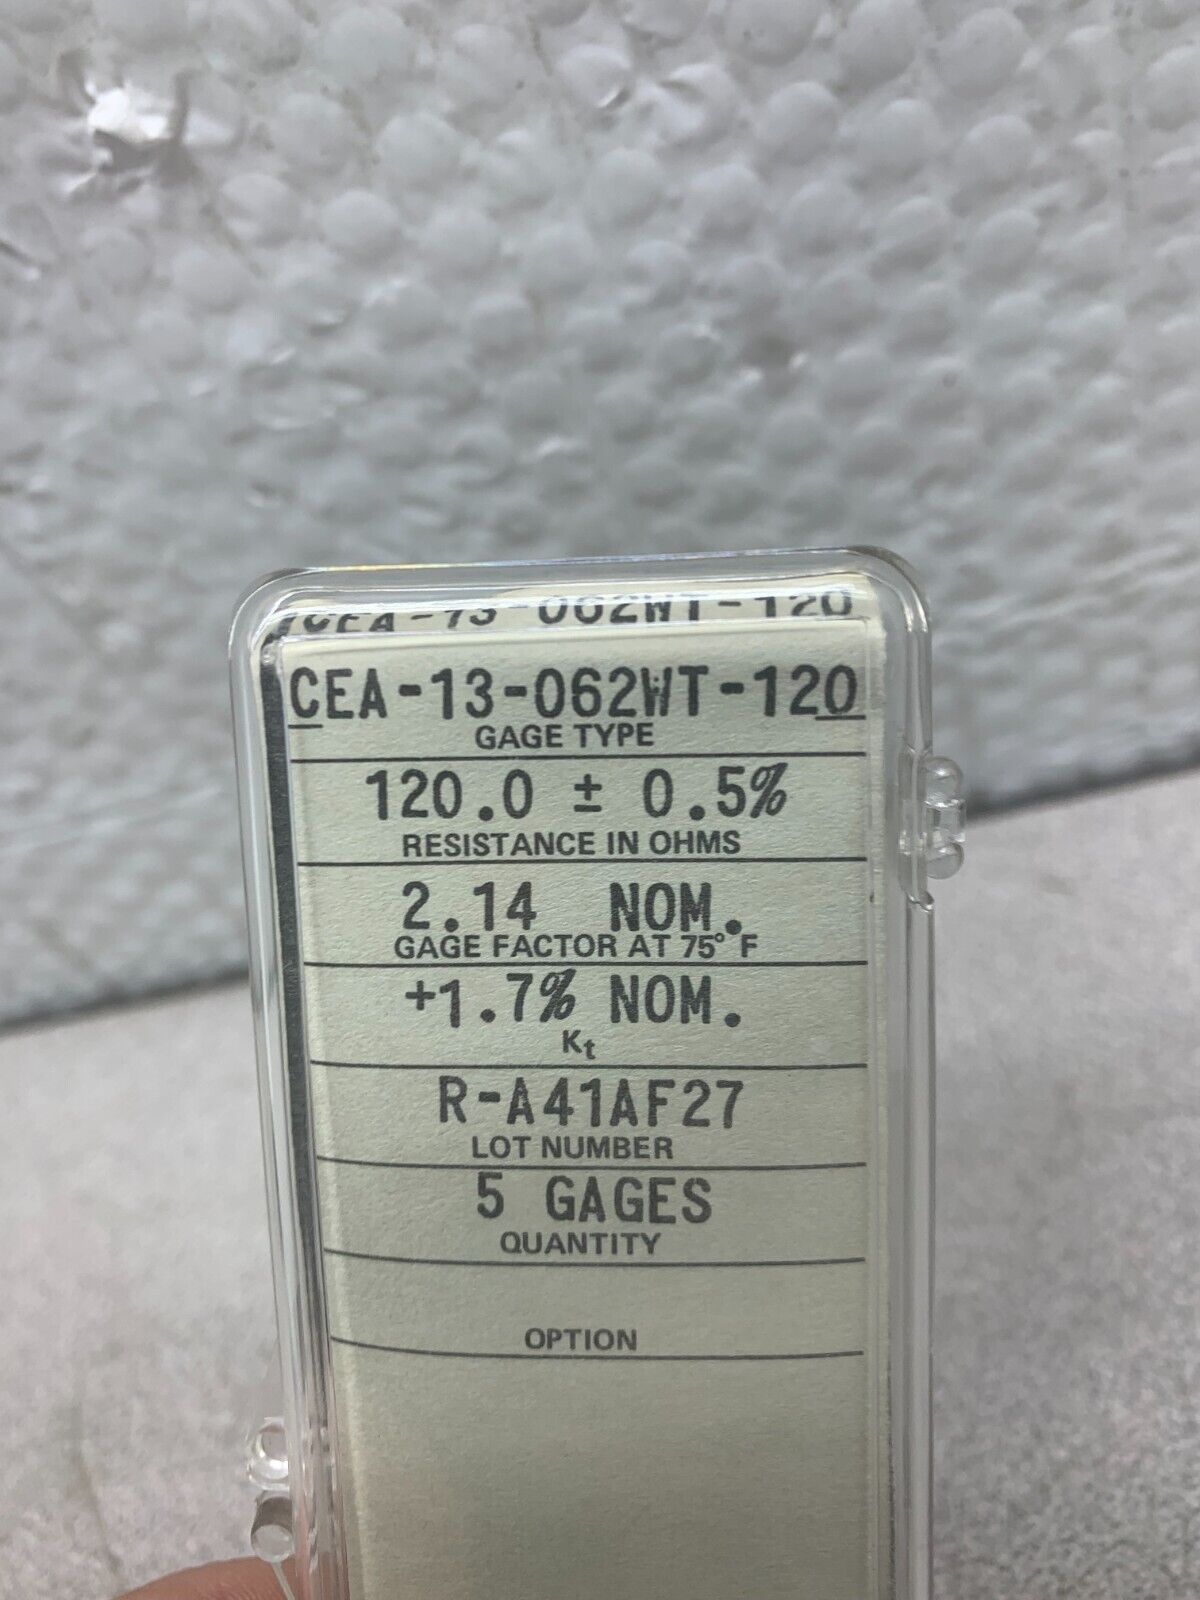 CEA-13-062WT-120
CEA-13-062WT-120
GAGE TYPE
120.0 ± 0.5%
RESISTANCE IN OHMS
2.14 NOM.
GAGE FACTOR AT 75° F
+1.7% NOM.
Kt
R-A41AF27
LOT NUMBER
5 GAGES
QUANTITY
OPTION